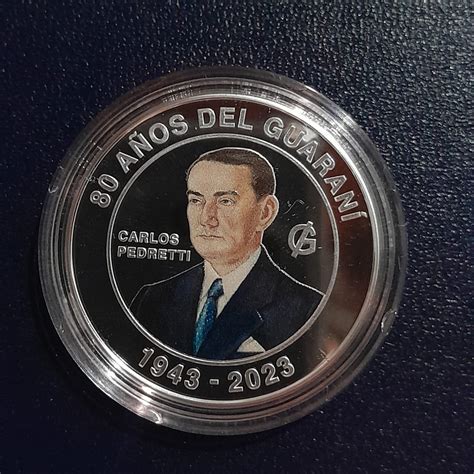 80 AÑOS DEL GUARANÍ
CARLOS
PEDRETTI
₲
1943 - 2023